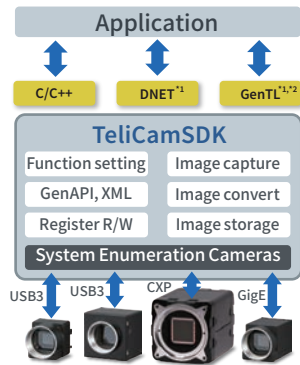 Application
C/C++ DNET*1 GenTL*1,*2
TeliCamSDK
Function setting Image capture
GenAPI, XML Image convert
Register R/W Image storage
System Enumeration Cameras
USB3 USB3 CXP GigE